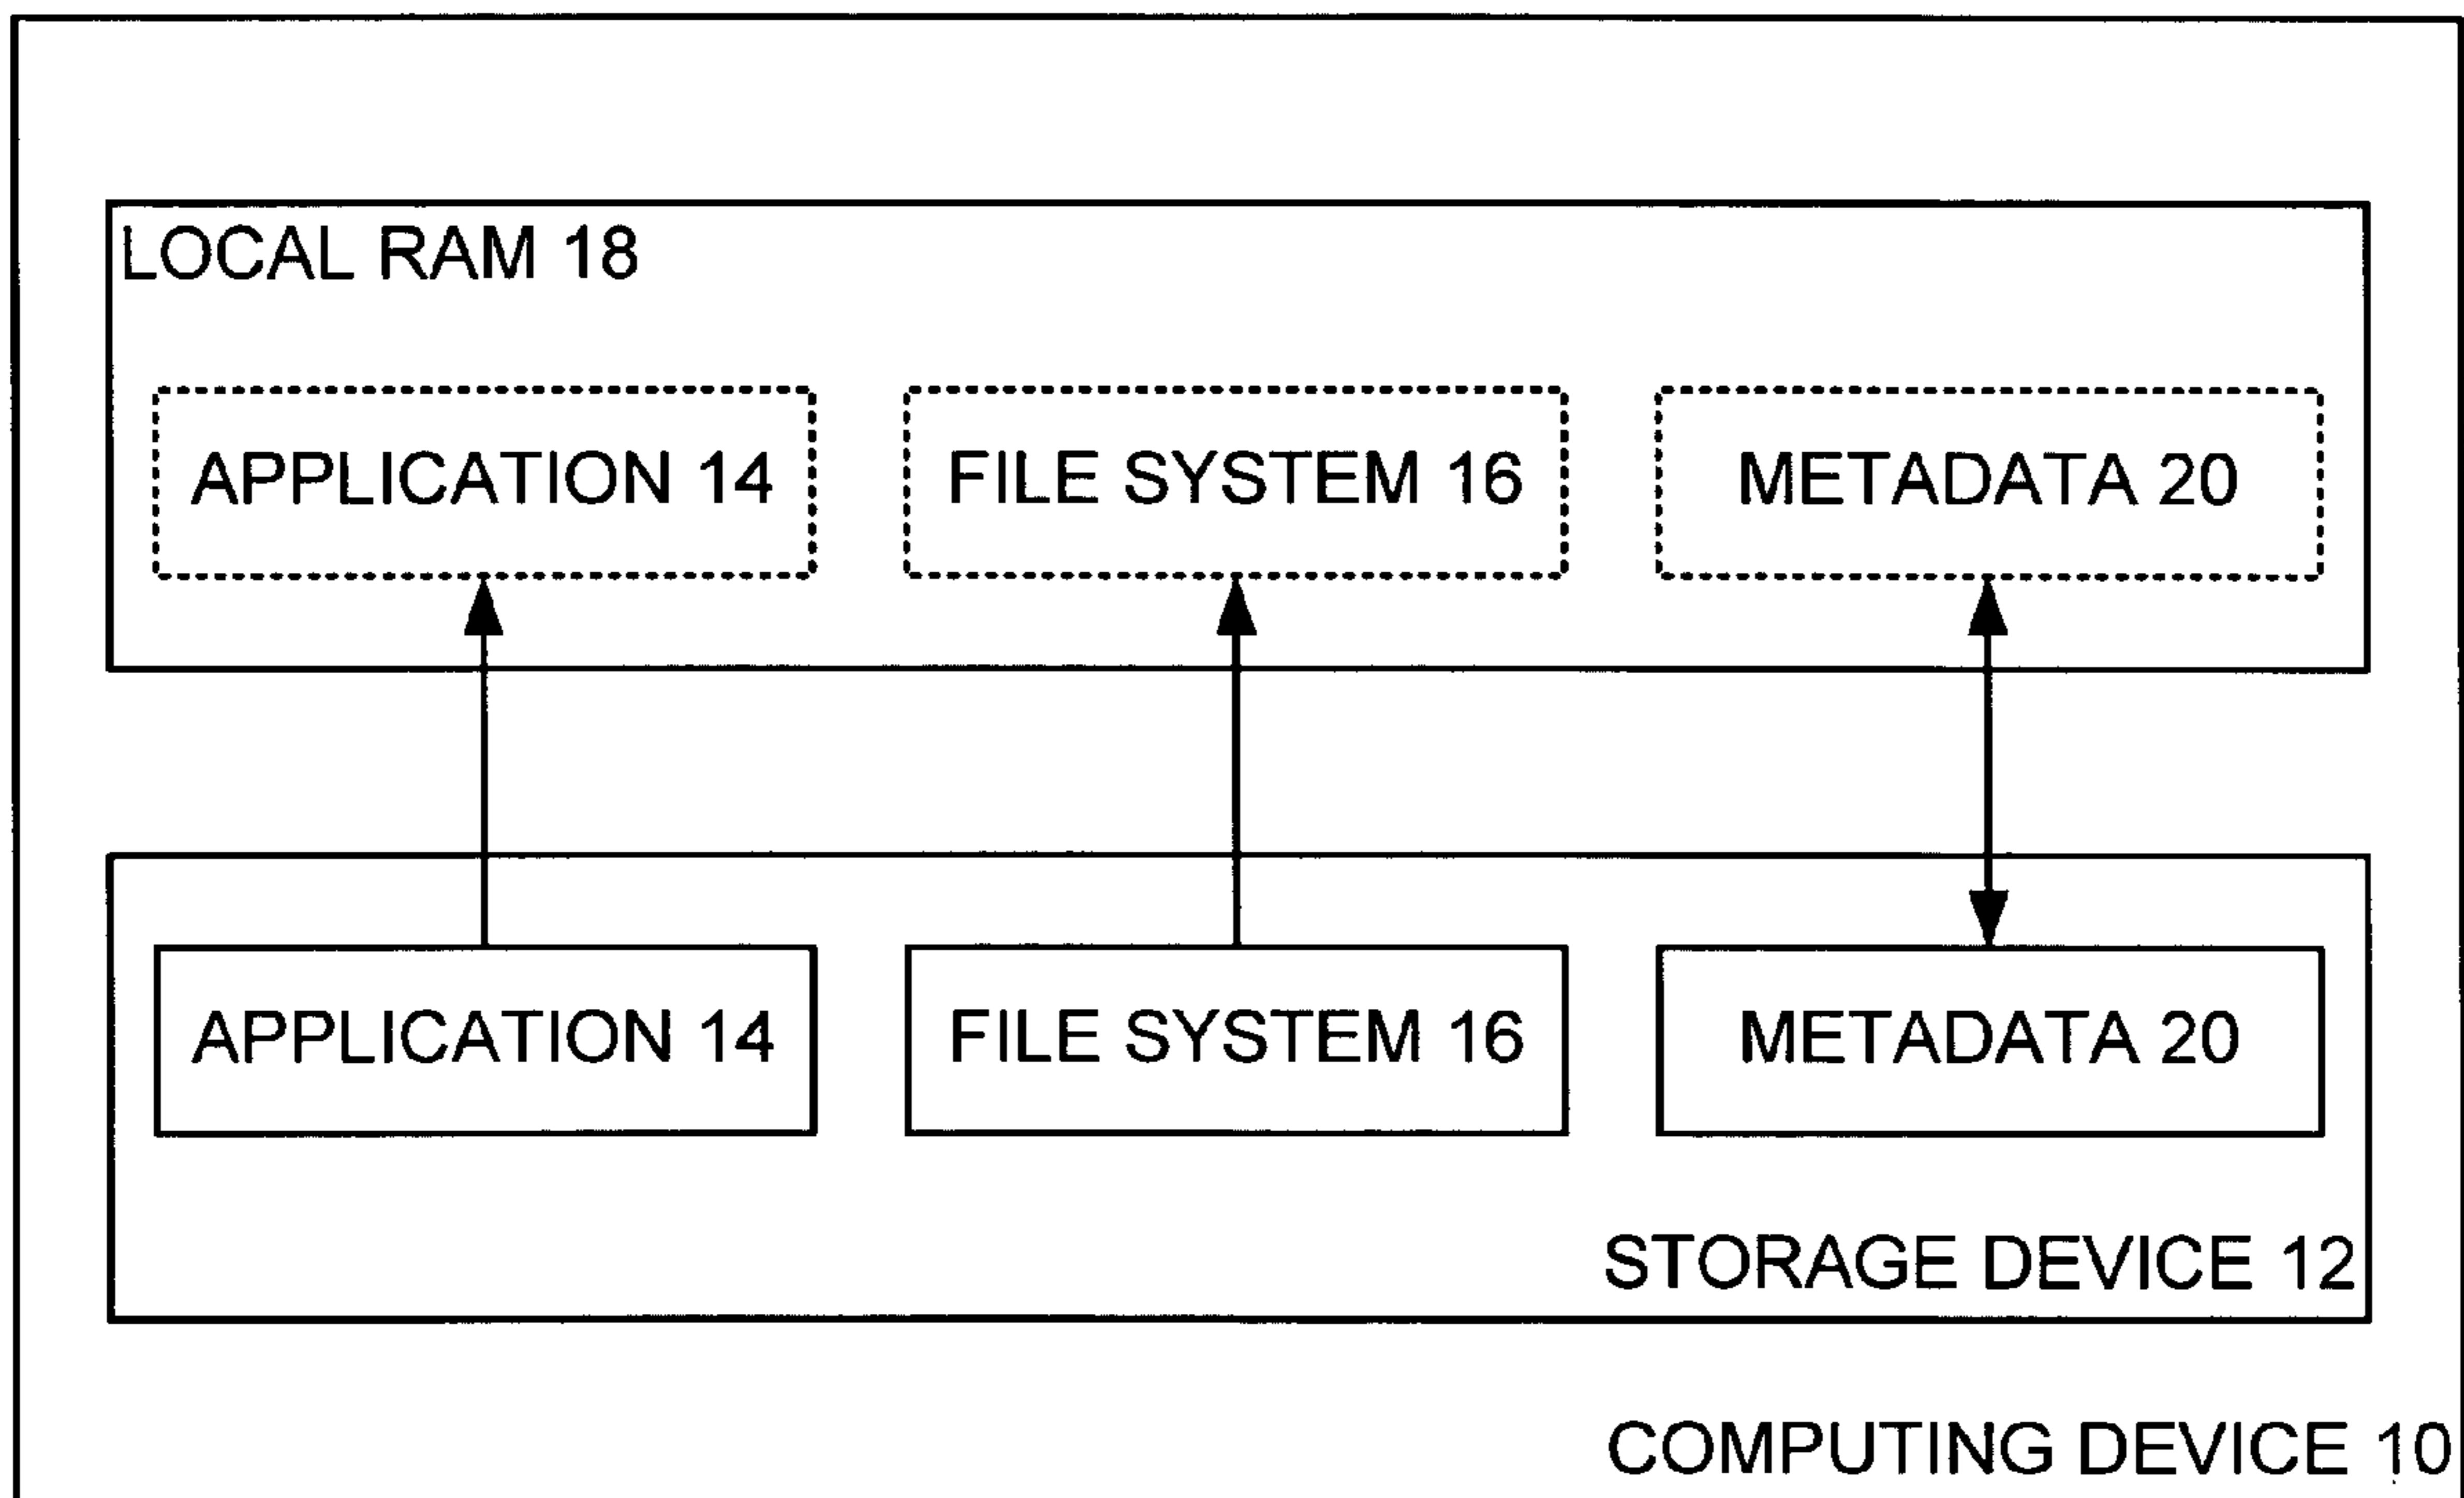 LOCAL RAM 18
APPLICATION 14
FILE SYSTEM 16
METADATA 20
APPLICATION 14
FILE SYSTEM 16
METADATA 20
STORAGE DEVICE 12
COMPUTING DEVICE 10